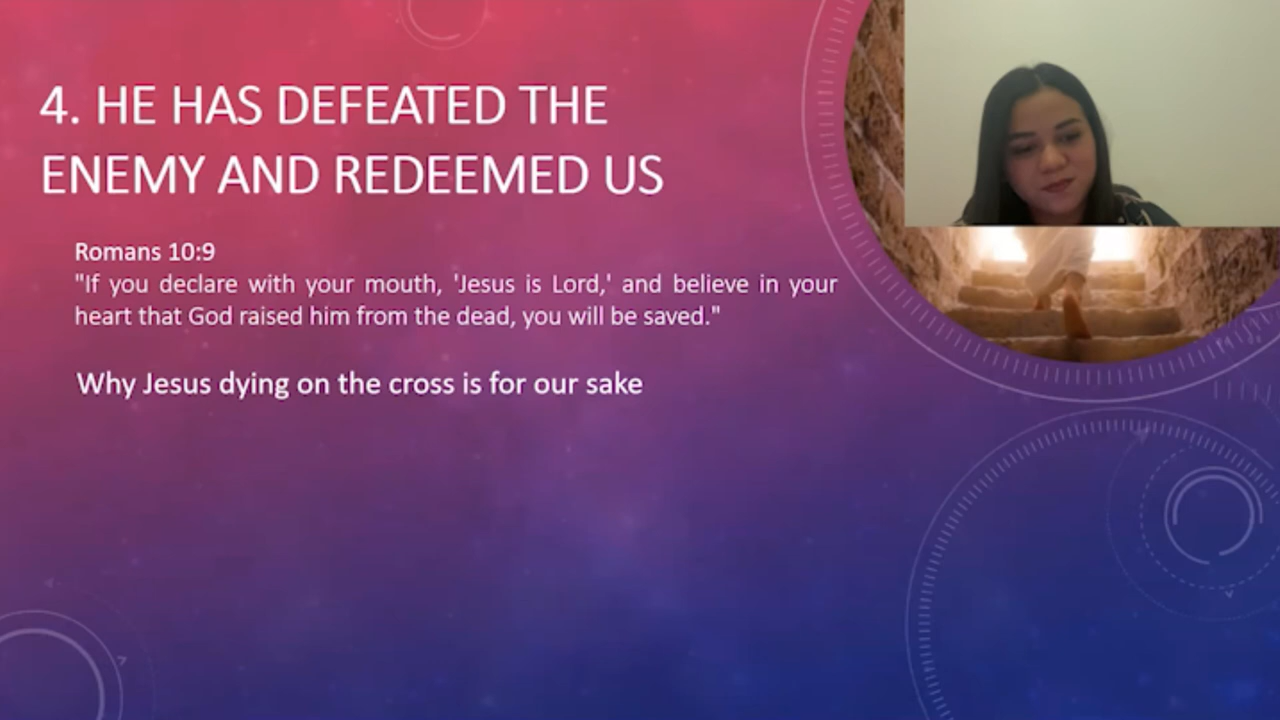 4. HE HAS DEFEATED THE
ENEMY AND REDEEMED US
Romans 10:9
"If you declare with your mouth, 'Jesus is Lord,' and believe in your
heart that God raised him from the dead, you will be saved."
Why Jesus dying on the cross is for our sake